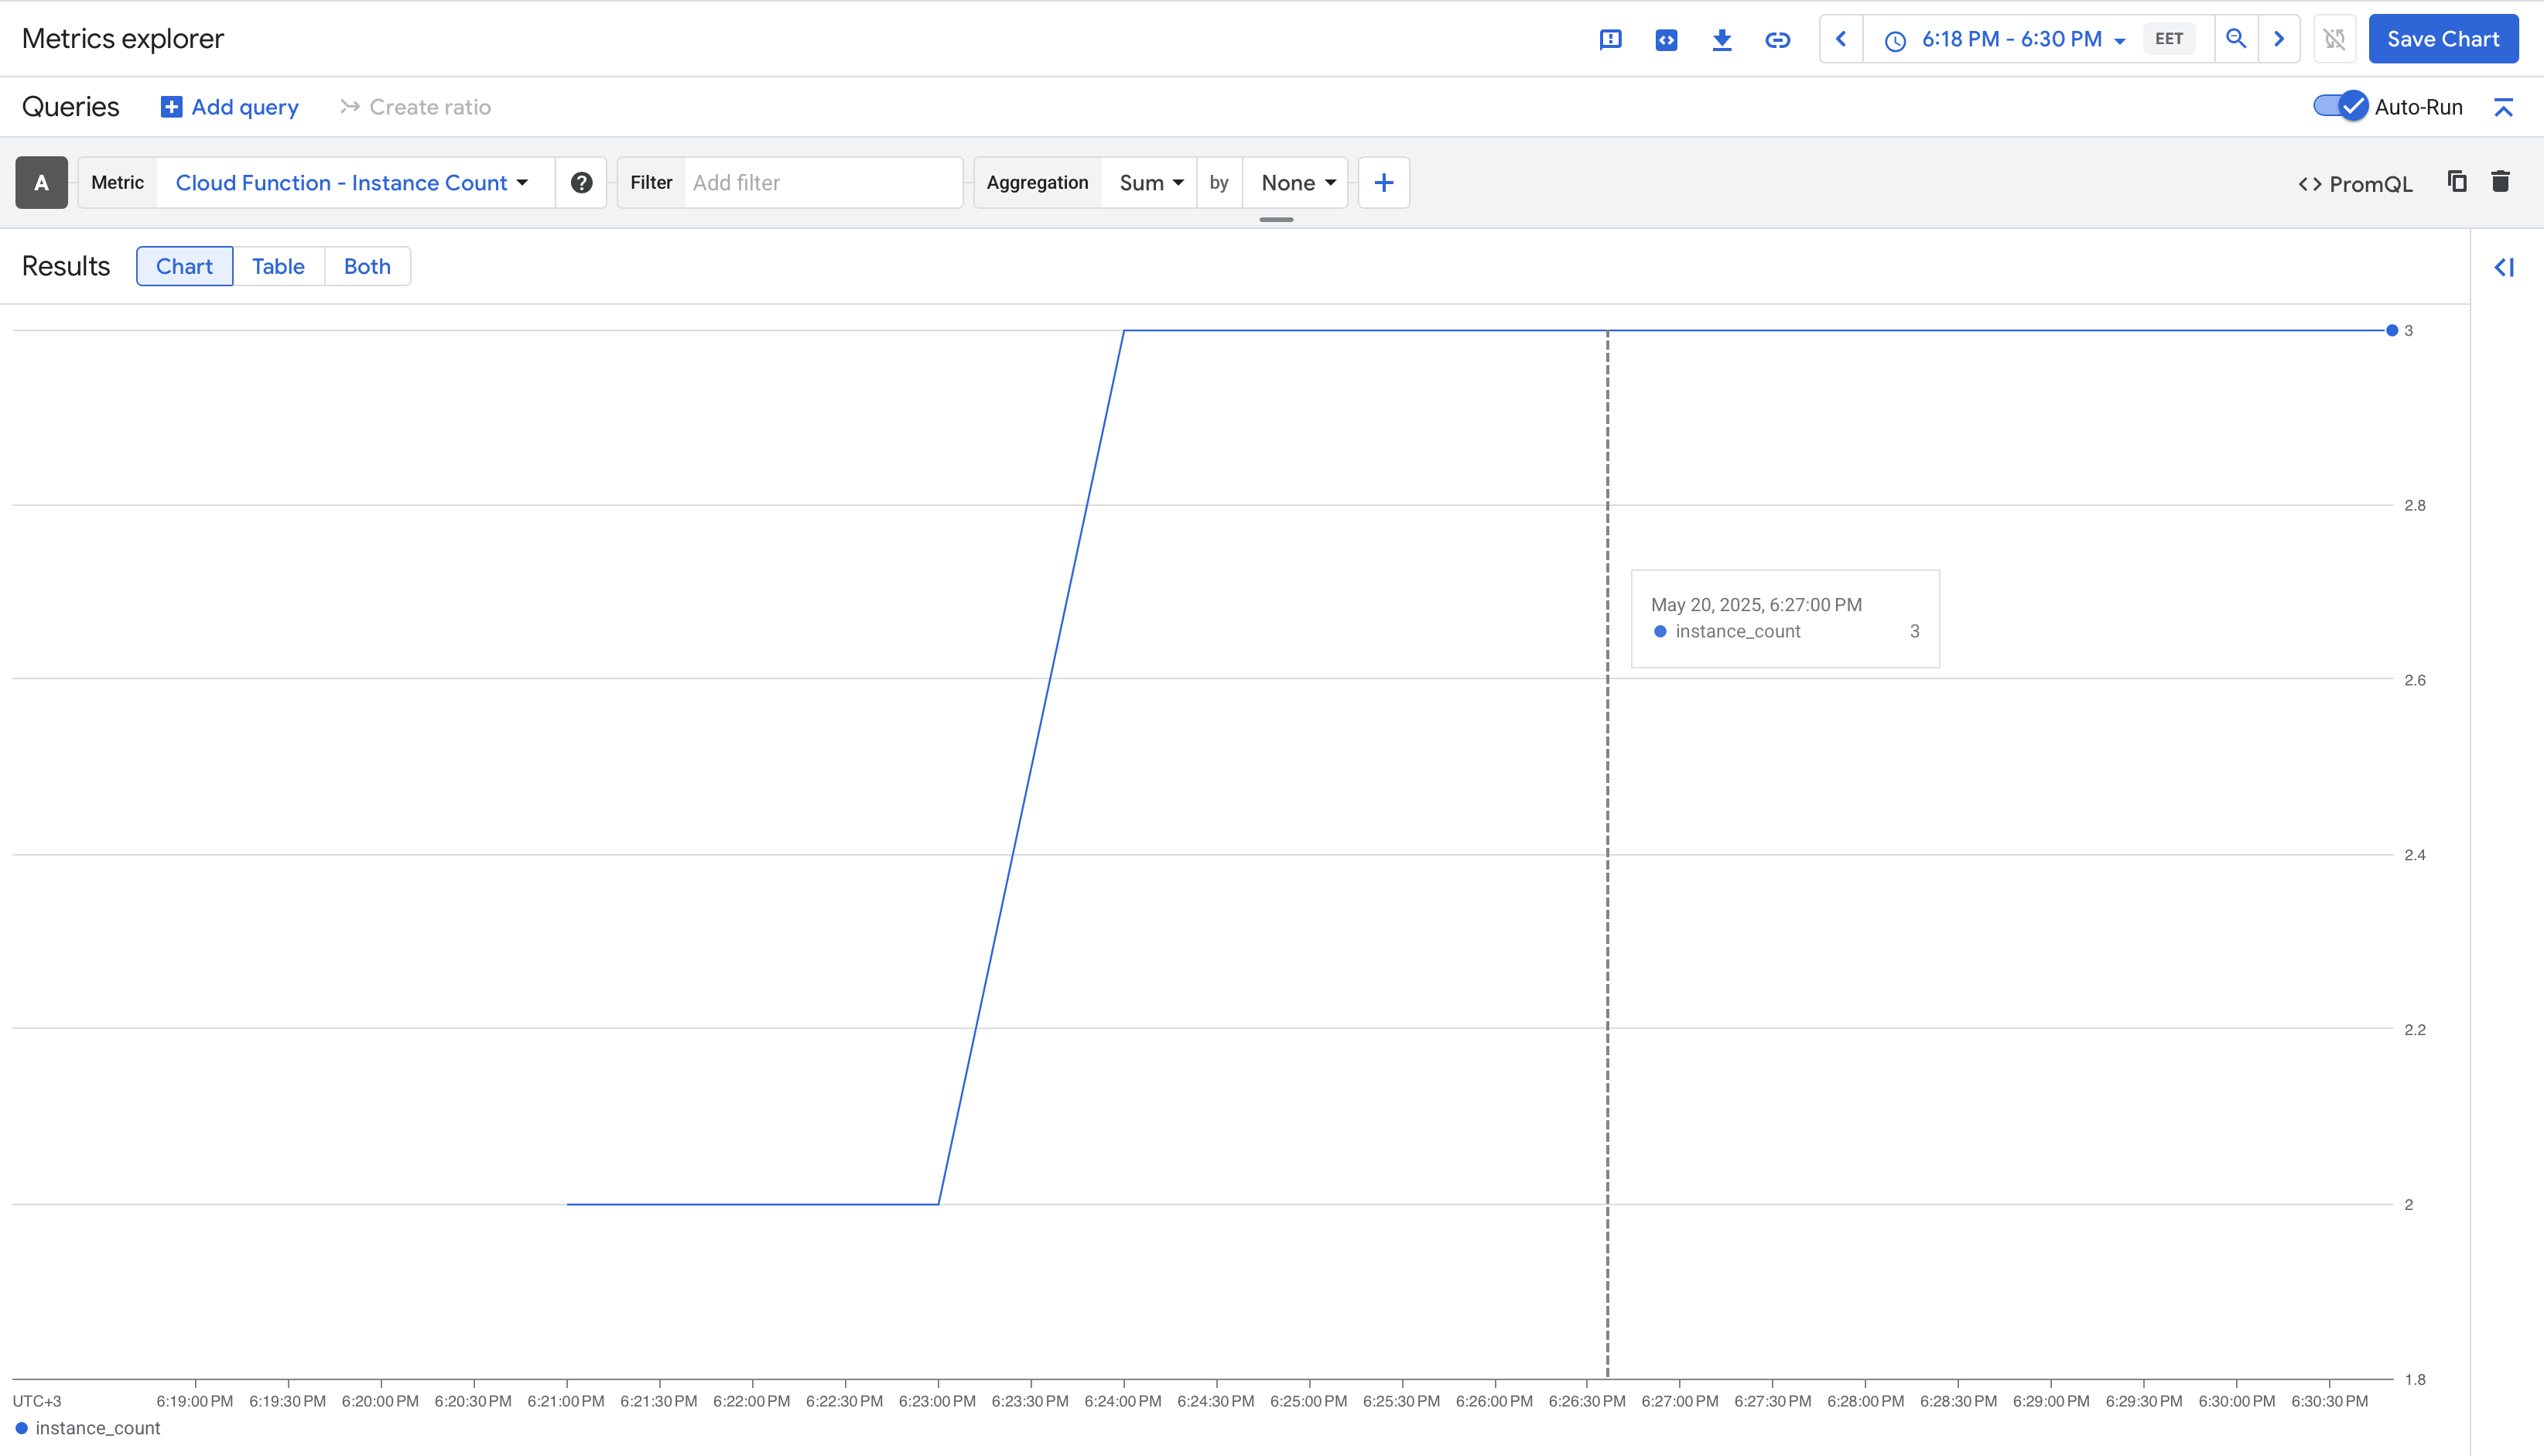 Metrics explorer
6:18 PM - 6:30 PM EET
Save Chart
Queries Add query Create ratio
Auto-Run
A Metric Cloud Function - Instance Count Filter Add filter Aggregation Sum by None
PromQL
Results Chart Table Both
3
2.8
May 20, 2025, 6:27:00 PM
instance_count 3
2.6
2.4
2.2
2
1.8
UTC+3 6:19:00 PM 6:19:30 PM 6:20:00 PM 6:20:30 PM 6:21:00 PM 6:21:30 PM 6:22:00 PM 6:22:30 PM 6:23:00 PM 6:23:30 PM 6:24:00 PM 6:24:30 PM 6:25:00 PM 6:25:30 PM 6:26:00 PM 6:26:30 PM 6:27:00 PM 6:27:30 PM 6:28:00 PM 6:28:30 PM 6:29:00 PM 6:29:30 PM 6:30:00 PM 6:30:30 PM
instance_count